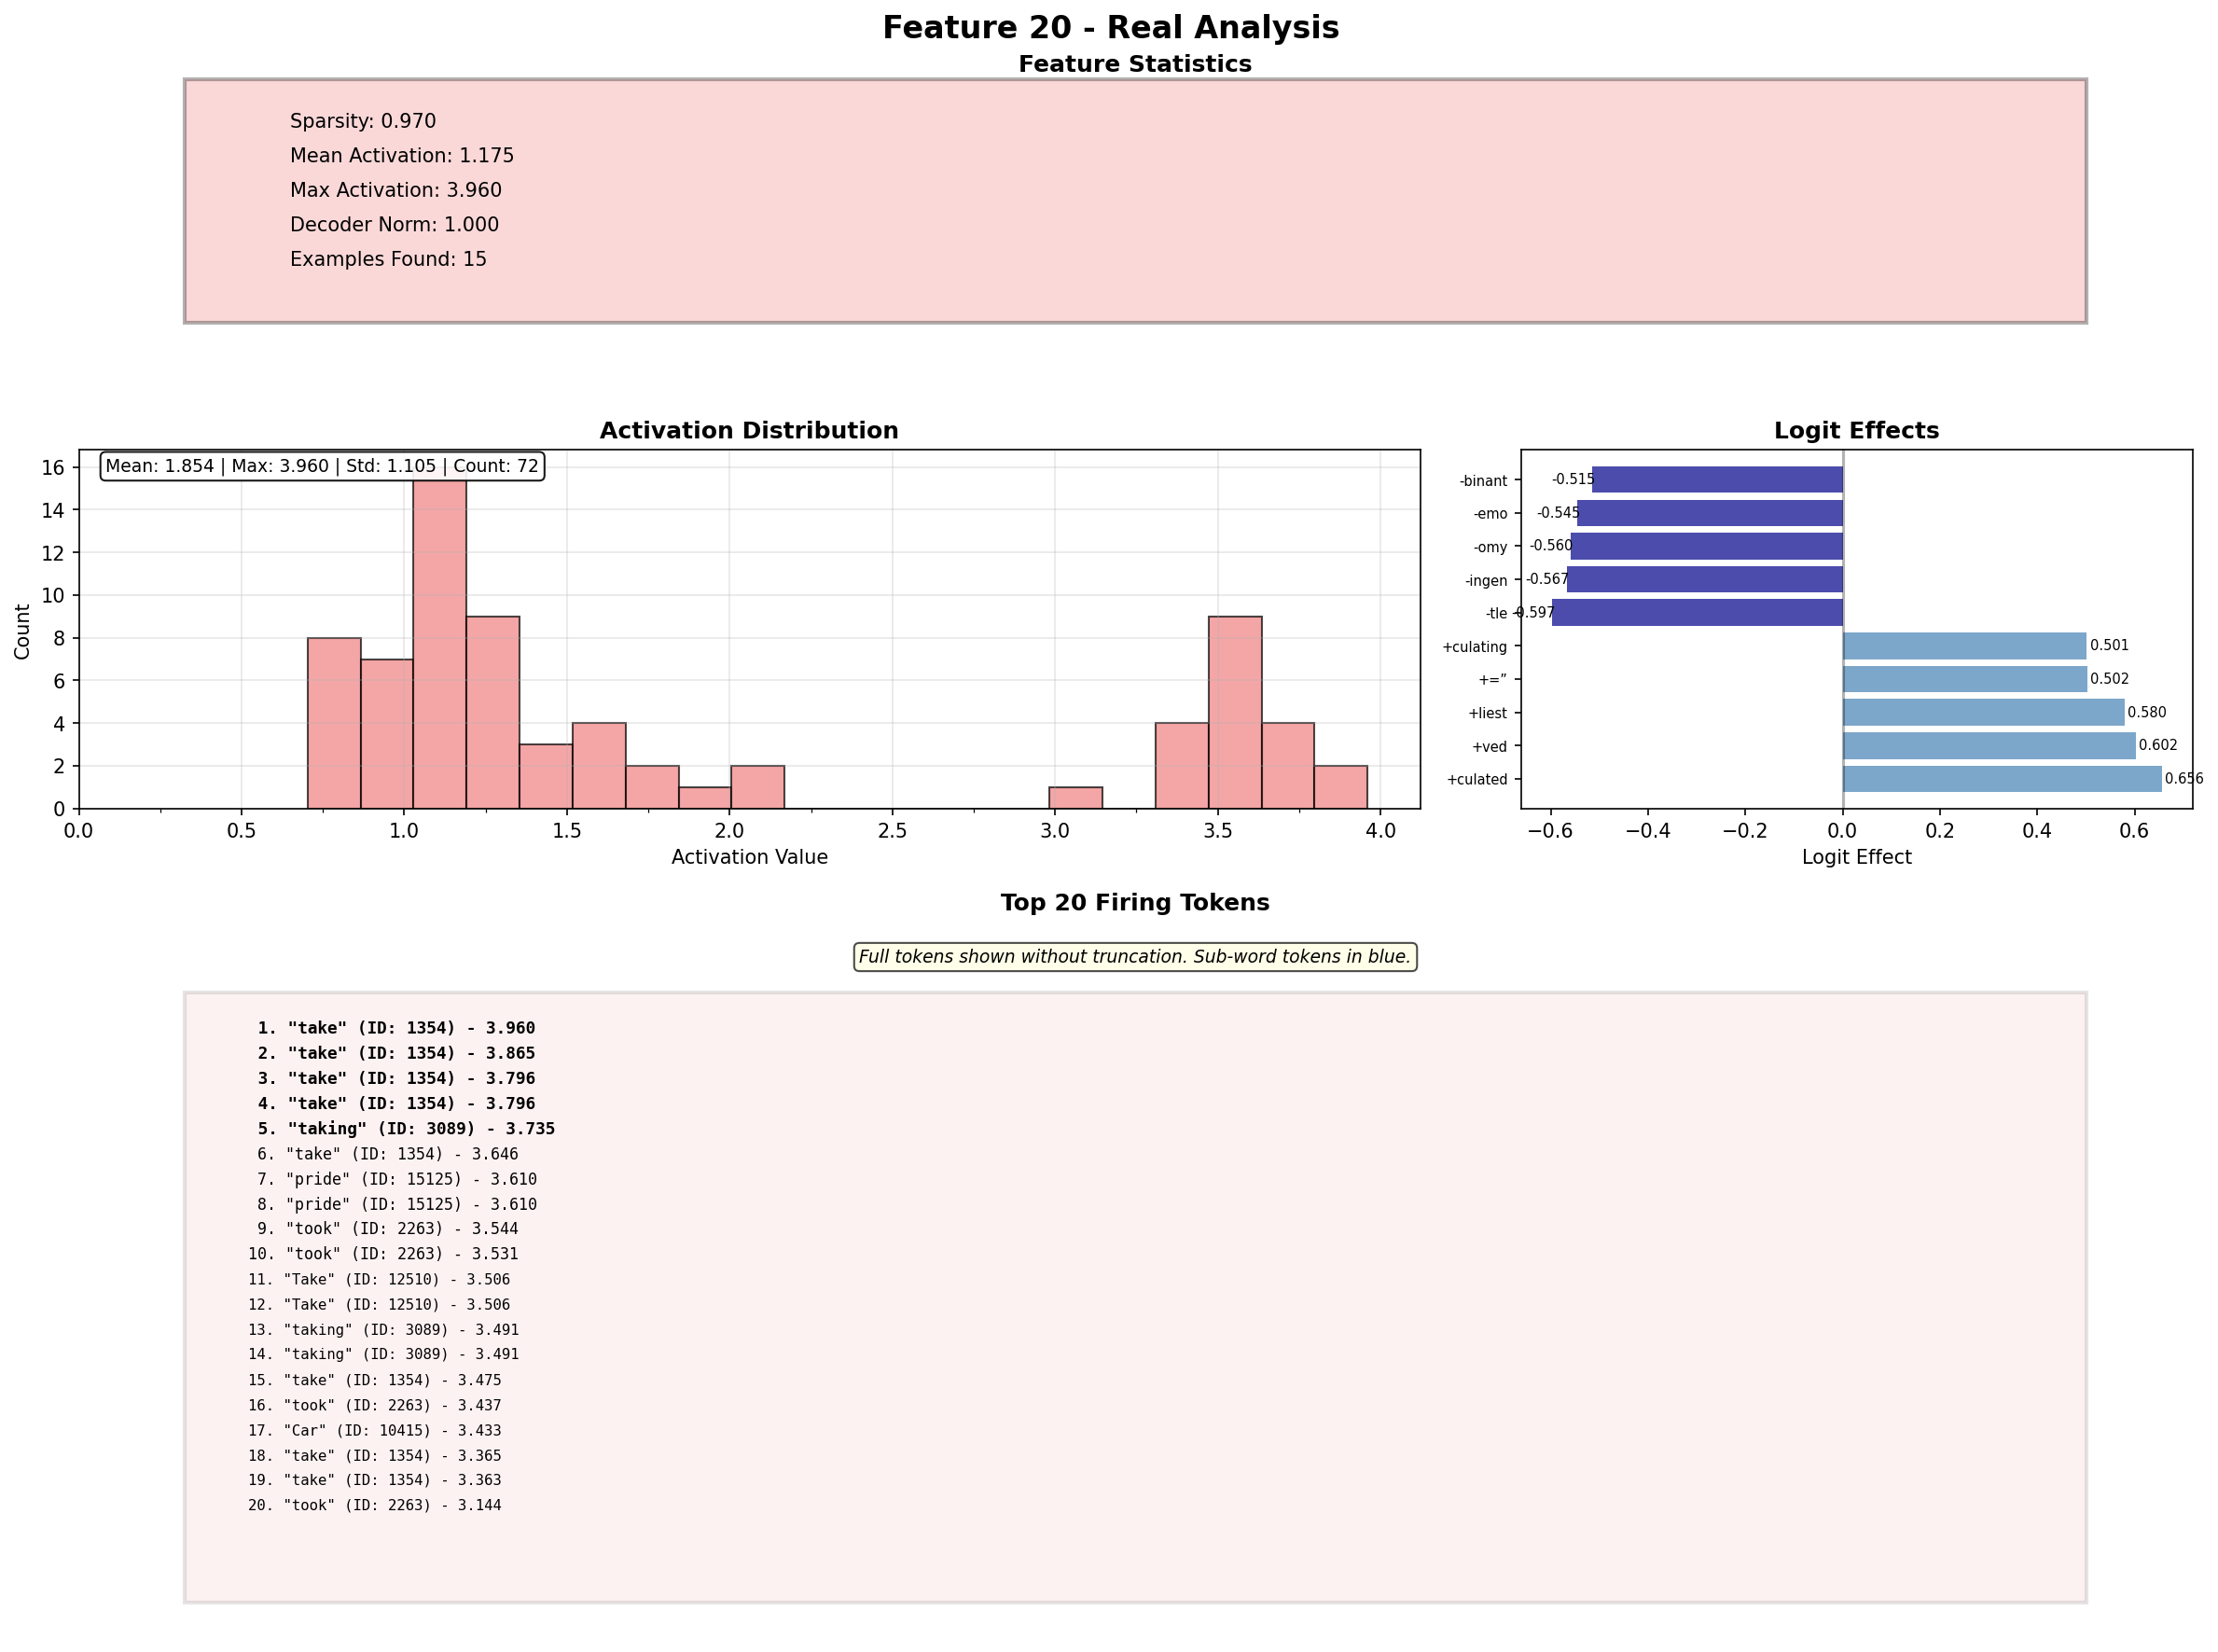 Feature 20 - Real Analysis
Feature Statistics
Sparsity: 0.970
Mean Activation: 1.175
Max Activation: 3.960
Decoder Norm: 1.000
Examples Found: 15
Activation Distribution
Mean: 1.854 | Max: 3.960 | Std: 1.105 | Count: 72
16
14
12
10
8
6
4
2
0
Count
0.0 0.5 1.0 1.5 2.0 2.5 3.0 3.5 4.0
Activation Value
Logit Effects
-binant -0.515
-emo -0.545
-omy -0.560
-ingen -0.567
-tle -0.597
+culating 0.501
+=” 0.502
+liest 0.580
+ved 0.602
+culated 0.656
−0.6 −0.4 −0.2 0.0 0.2 0.4 0.6
Logit Effect
Top 20 Firing Tokens
Full tokens shown without truncation. Sub-word tokens in blue.
1. "take" (ID: 1354) - 3.960
2. "take" (ID: 1354) - 3.865
3. "take" (ID: 1354) - 3.796
4. "take" (ID: 1354) - 3.796
5. "taking" (ID: 3089) - 3.735
6. "take" (ID: 1354) - 3.646
7. "pride" (ID: 15125) - 3.610
8. "pride" (ID: 15125) - 3.610
9. "took" (ID: 2263) - 3.544
10. "took" (ID: 2263) - 3.531
11. "Take" (ID: 12510) - 3.506
12. "Take" (ID: 12510) - 3.506
13. "taking" (ID: 3089) - 3.491
14. "taking" (ID: 3089) - 3.491
15. "take" (ID: 1354) - 3.475
16. "took" (ID: 2263) - 3.437
17. "Car" (ID: 10415) - 3.433
18. "take" (ID: 1354) - 3.365
19. "take" (ID: 1354) - 3.363
20. "took" (ID: 2263) - 3.144